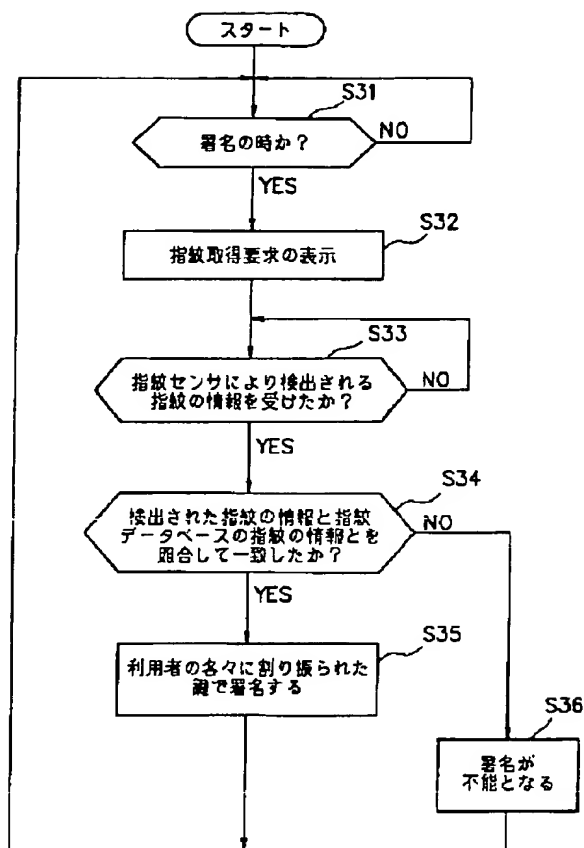 スタート
S31
署名の時か?
NO
YES
S32
指紋取得要求の表示
S33
指紋センサにより検出される
指紋の情報を受けたか?
NO
YES
S34
検出された指紋の情報と指紋
データベースの指紋の情報とを
照合して一致したか?
NO
YES
S35
利用者の各々に割り振られた
鍵で署名する
S36
署名が
不能となる